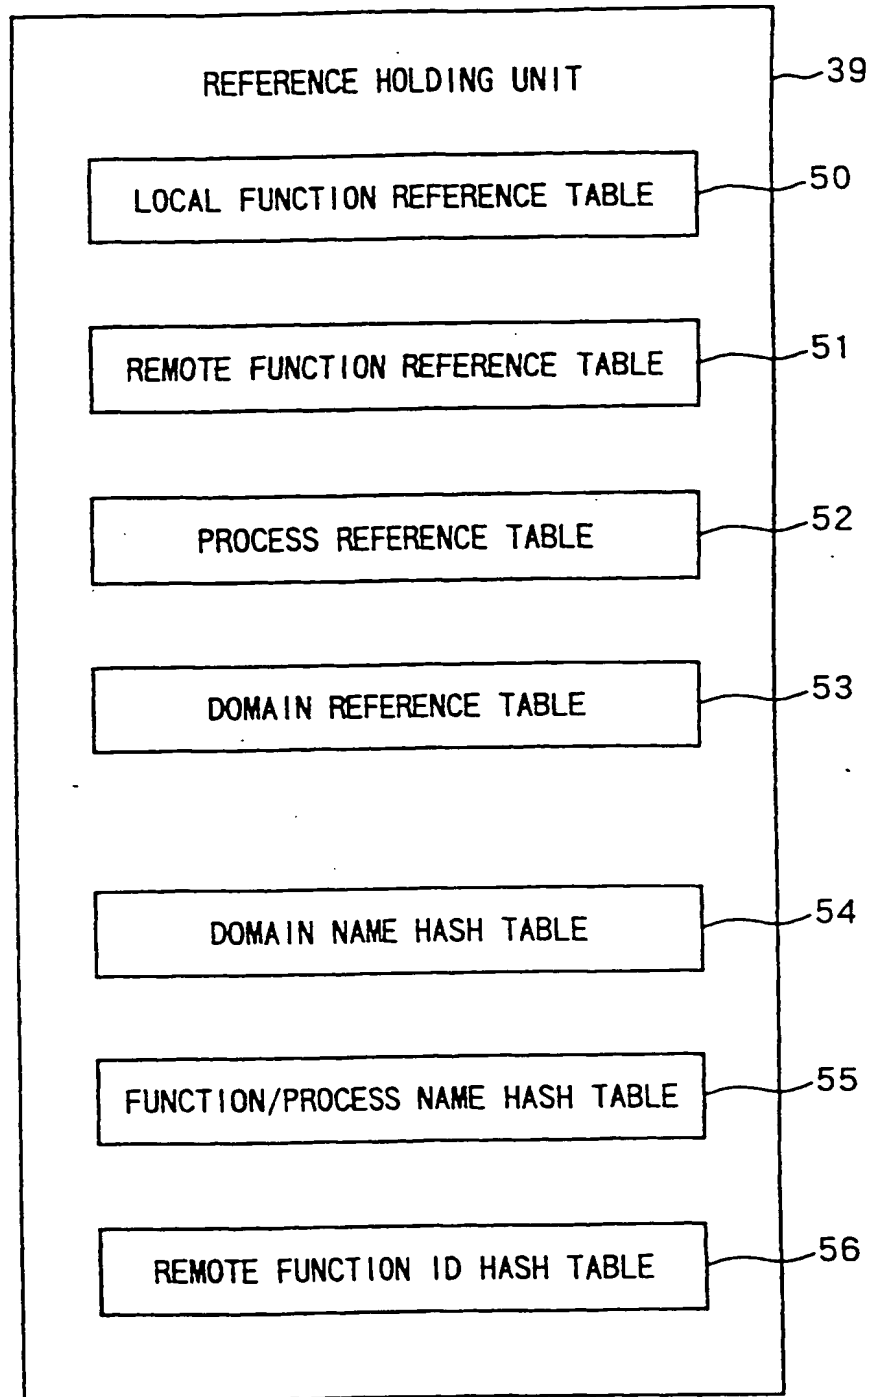 REFERENCE HOLDING UNIT 39
LOCAL FUNCTION REFERENCE TABLE 50
REMOTE FUNCTION REFERENCE TABLE 51
PROCESS REFERENCE TABLE 52
DOMAIN REFERENCE TABLE 53
DOMAIN NAME HASH TABLE 54
FUNCTION/PROCESS NAME HASH TABLE 55
REMOTE FUNCTION ID HASH TABLE 56